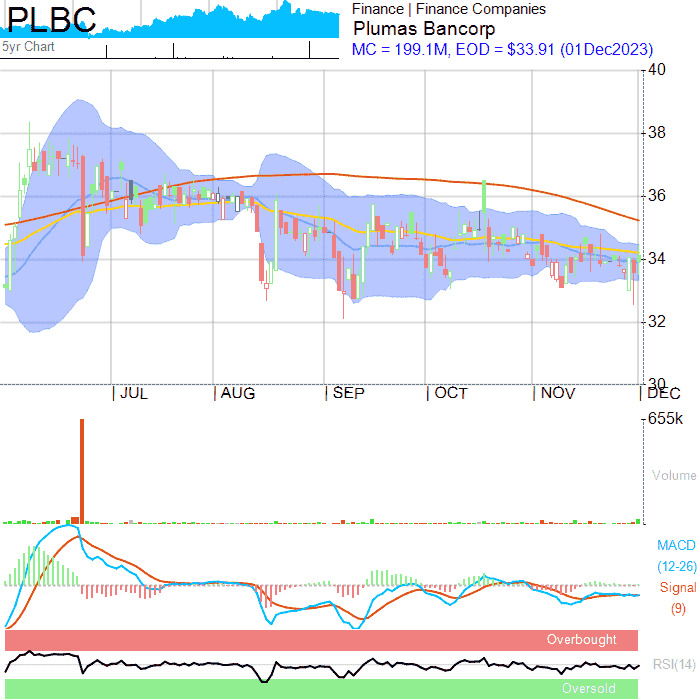 PLBC
5yr Chart
Finance | Finance Companies
Plumas Bancorp
MC = 199.1M, EOD = $33.91 (01Dec2023)
40
38
36
34
32
30
JUL
AUG
SEP
OCT
NOV
DEC
655k
Volume
MACD
(12-26)
Signal
(9)
Overbought
RSI(14)
Oversold